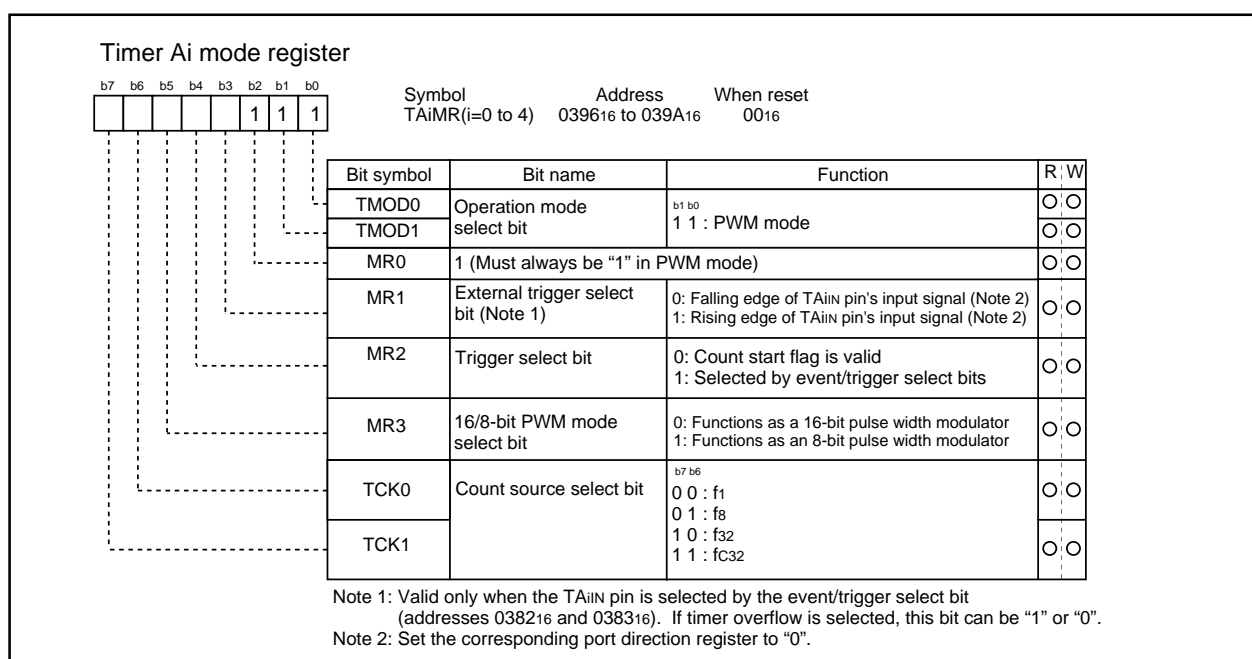 Timer Ai mode register
b7 b6 b5 b4 b3 b2 b1 b0
1 1 1
Symbol Address When reset
TAiMR(i=0 to 4) 039616 to 039A16 0016
Bit symbol Bit name Function R W
TMOD0 Operation mode b1 b0
TMOD1 select bit 1 1 : PWM mode
MR0 1 (Must always be “1” in PWM mode)
MR1 External trigger select 0: Falling edge of TAiIN pin's input signal (Note 2)
bit (Note 1) 1: Rising edge of TAiIN pin's input signal (Note 2)
MR2 Trigger select bit 0: Count start flag is valid
1: Selected by event/trigger select bits
MR3 16/8-bit PWM mode 0: Functions as a 16-bit pulse width modulator
select bit 1: Functions as an 8-bit pulse width modulator
b7 b6
TCK0 Count source select bit 0 0 : f1
0 1 : f8
TCK1 1 0 : f32
1 1 : fC32
Note 1: Valid only when the TAiIN pin is selected by the event/trigger select bit
(addresses 038216 and 038316). If timer overflow is selected, this bit can be “1” or “0”.
Note 2: Set the corresponding port direction register to “0”.